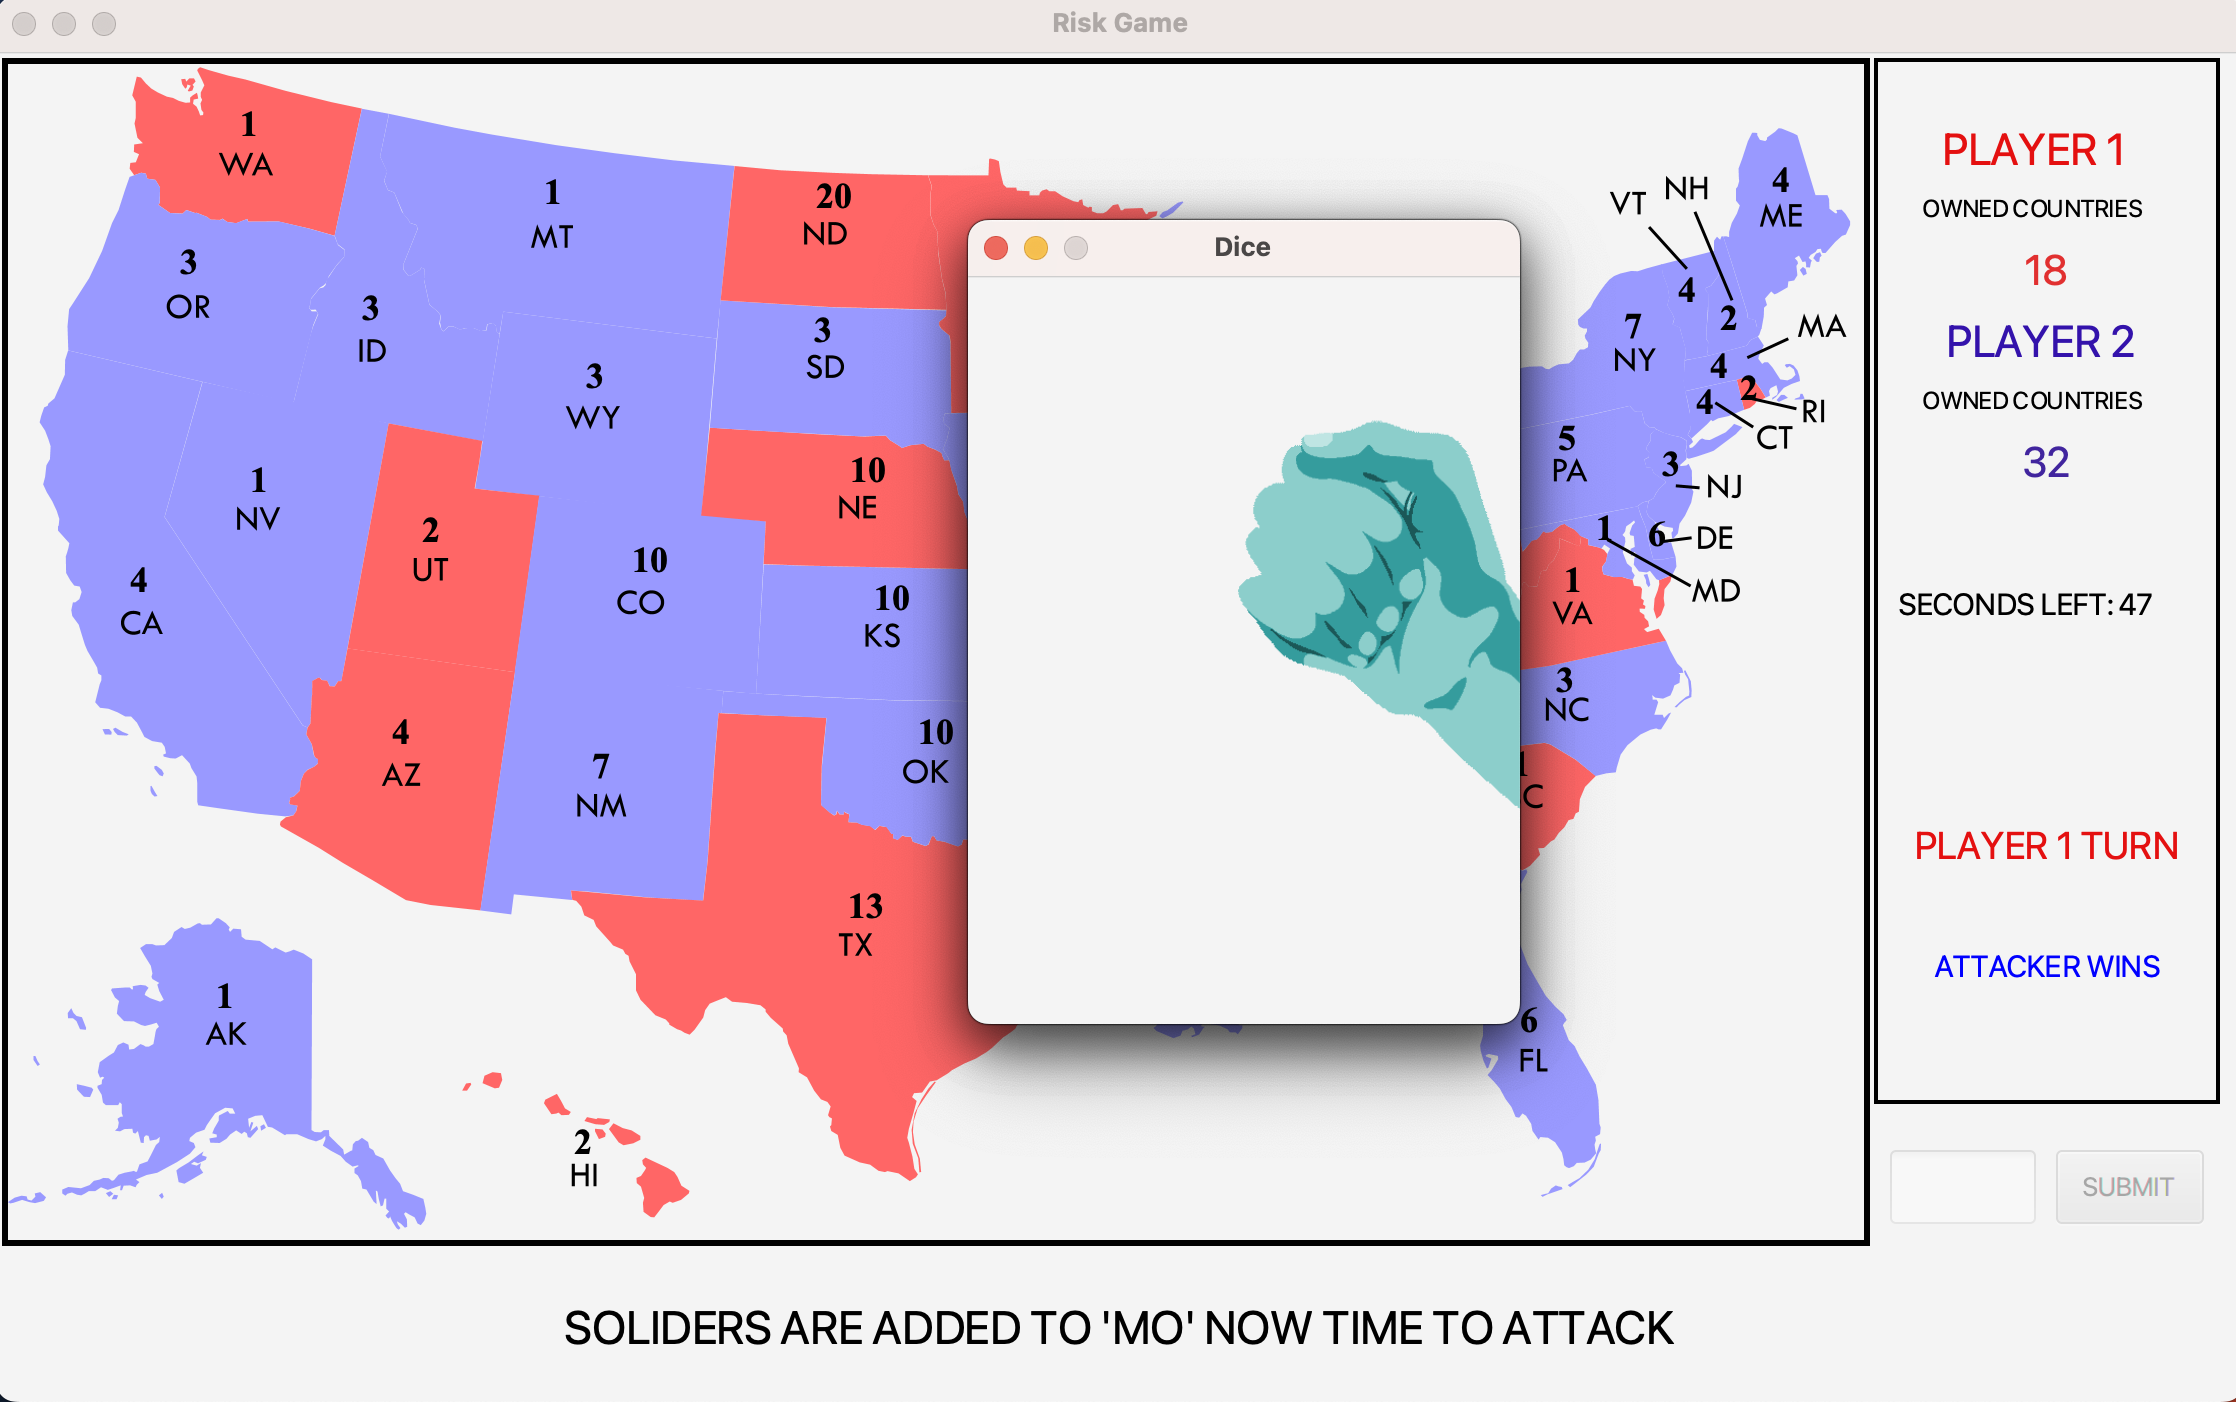 Risk Game
1
WA
3
OR
1
MT
20
ND
3
ID
3
WY
3
SD
1
NV
2
UT
10
NE
4
CA
10
CO
10
KS
4
AZ
7
NM
10
OK
13
TX
1
AK
2
HI
Dice
4
ME
VT
NH
4
2
7
NY
MA
4
2
RI
4
CT
5
PA
3
NJ
1
6
DE
MD
1
VA
3
NC
1
C
6
FL
PLAYER 1
OWNED COUNTRIES
18
PLAYER 2
OWNED COUNTRIES
32
SECONDS LEFT: 47
PLAYER 1 TURN
ATTACKER WINS
SUBMIT
SOLIDERS ARE ADDED TO 'MO' NOW TIME TO ATTACK